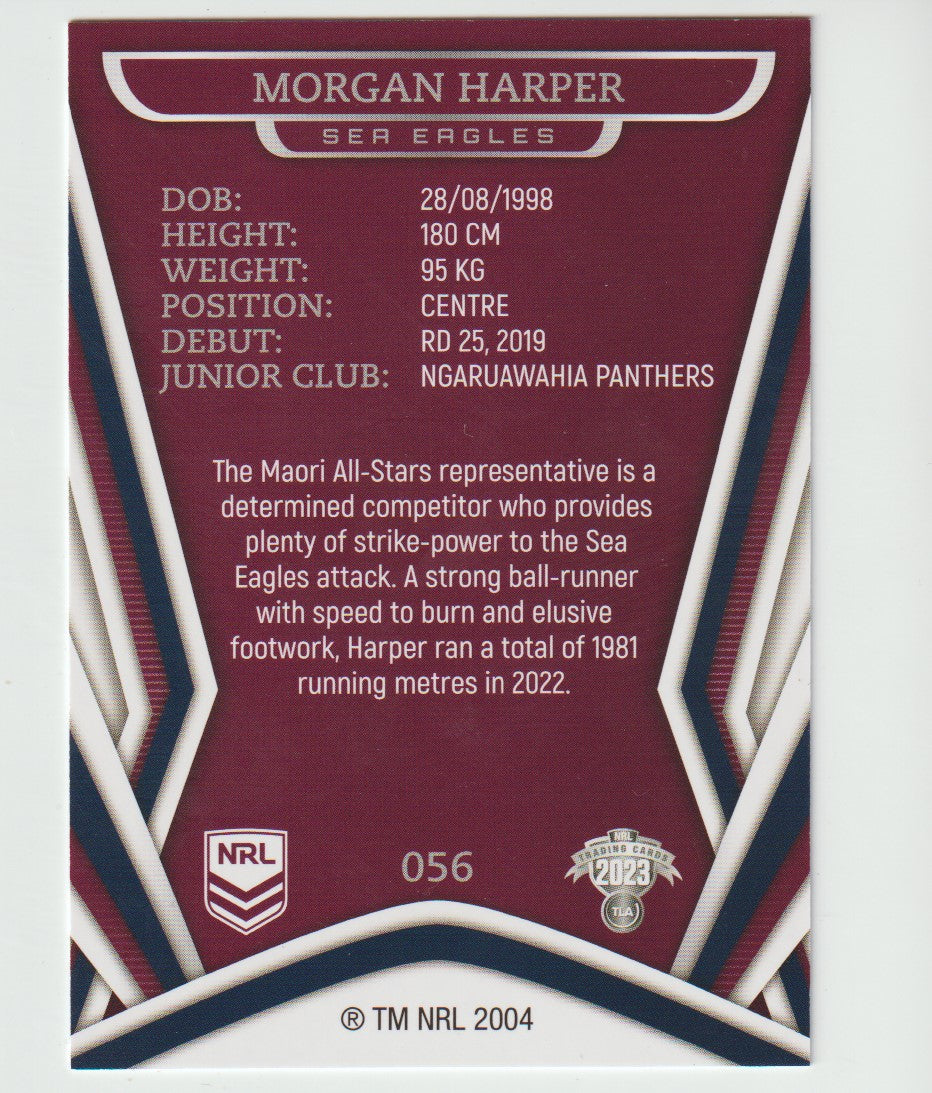 MORGAN HARPER
SEA EAGLES
DOB: 28/08/1998
HEIGHT: 180 CM
WEIGHT: 95 KG
POSITION: CENTRE
DEBUT: RD 25, 2019
JUNIOR CLUB: NGARUAWAHIA PANTHERS
The Maori All-Stars representative is a
determined competitor who provides
plenty of strike-power to the Sea
Eagles attack. A strong ball-runner
with speed to burn and elusive
footwork, Harper ran a total of 1981
running metres in 2022.
NRL
056
NRL
TRADING CARDS
2023
TLA
® TM NRL 2004